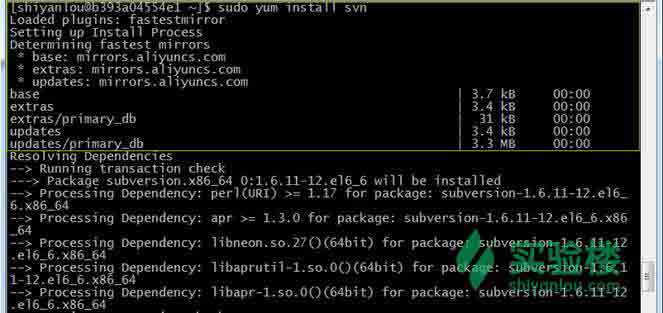 [shiyanlou@b393a04554e1 ~]$ sudo yum install svn
Loaded plugins: fastestmirror
Setting up Install Process
Determining fastest mirrors
 * base: mirrors.aliyuncs.com
 * extras: mirrors.aliyuncs.com
 * updates: mirrors.aliyuncs.com
base | 3.7 kB 00:00
extras | 3.4 kB 00:00
extras/primary_db | 31 kB 00:00
updates | 3.4 kB 00:00
updates/primary_db | 3.3 MB 00:00
Resolving Dependencies
--> Running transaction check
---> Package subversion.x86_64 0:1.6.11-12.el6_6 will be installed
--> Processing Dependency: perl(URI) >= 1.17 for package: subversion-1.6.11-12.el6_
6.x86_64
--> Processing Dependency: apr >= 1.3.0 for package: subversion-1.6.11-12.el6_6.x86
_64
--> Processing Dependency: libneon.so.27()(64bit) for package: subversion-1.6.11-12
.el6_6.x86_64
--> Processing Dependency: libaprutil-1.so.0()(64bit) for package: subversion-1.6.1
1-12.el6_6.x86_64
--> Processing Dependency: libapr-1.so.0()(64bit) for package: subversion-1.6.11-12
.el6_6.x86_64
实验楼
shiyanlou.com